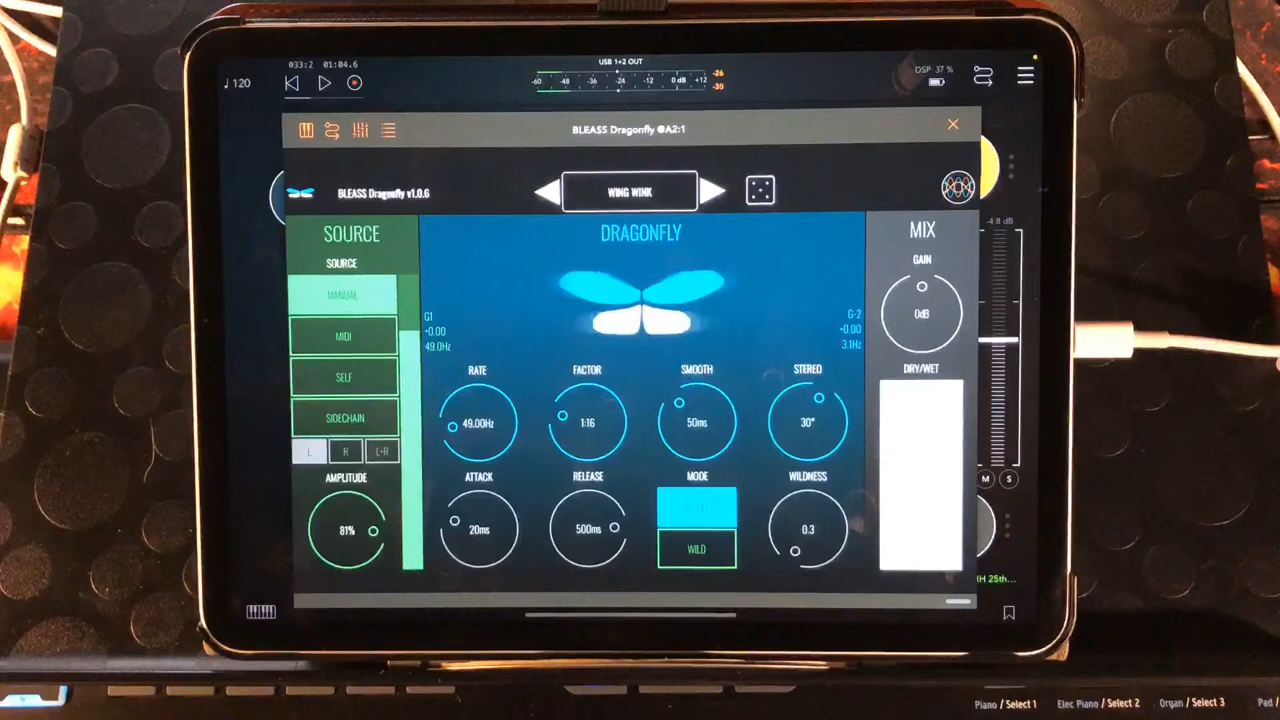 120
033:2 01:04.6
USB 1+2 OUT
-60 -48 -36 -24 -12 0 dB +12
-26
-30
DSP 37 %
BLEASS Dragonfly @A2:1
BLEASS Dragonfly v1.0.6
WING WINK
SOURCE
SOURCE
MANUAL
MIDI
SELF
SIDECHAIN
L R L+R
AMPLITUDE
81%
DRAGONFLY
G1
+0.00
49.0Hz
G-2
+0.00
3.1Hz
RATE FACTOR SMOOTH STEREO
49.00Hz 1:16 50ms 30°
ATTACK RELEASE MODE WILDNESS
20ms 500ms 0.3
WILD
MIX
GAIN
0dB
DRY/WET
-4.8 dB
M S
IH 25th...
Piano / Select 1 Elec Piano / Select 2 Organ / Select 3 Pad /